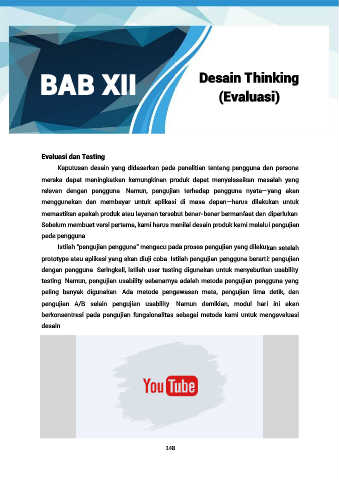 BAB XII
Desain Thinking
(Evaluasi)
Evaluasi dan Testing
Keputusan desain yang didasarkan pada penelitian tentang pengguna dan persona
mereka dapat meningkatkan kemungkinan produk dapat menyelesaikan masalah yang
relevan dengan pengguna Namun, pengujian terhadap pengguna nyata—yang akan
menggunakan dan membayar untuk aplikasi di masa depan—harus dilakukan untuk
memastikan apakah produk atau layanan tersebut benar-benar bermanfaat dan diperlukan
Sebelum membuat versi pertama, kami harus menilai desain produk kami melalui pengujian
pada pengguna
Istilah "pengujian pengguna" mengacu pada proses pengujian yang dilakukan setelah
prototype atau aplikasi yang akan diuji coba Istilah pengujian pengguna berarti pengujian
dengan pengguna Seringkali, istilah user testing digunakan untuk menyebutkan usability
testing Namun, pengujian usability sebenarnya adalah metode pengujian pengguna yang
paling banyak digunakan Ada metode pengawasan mata, pengujian lima detik, dan
pengujian A/B selain pengujian usability Namun demikian, modul hari ini akan
berkonsentrasi pada pengujian fungsionalitas sebagai metode kami untuk mengevaluasi
desain
YouTube
148